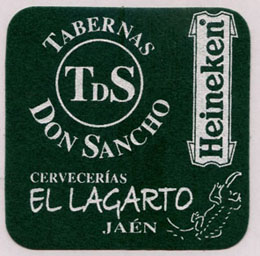 TABERNAS
TDS
DON SANCHO
Heineken
CERVECERÍAS
EL LAGARTO
JAÉN